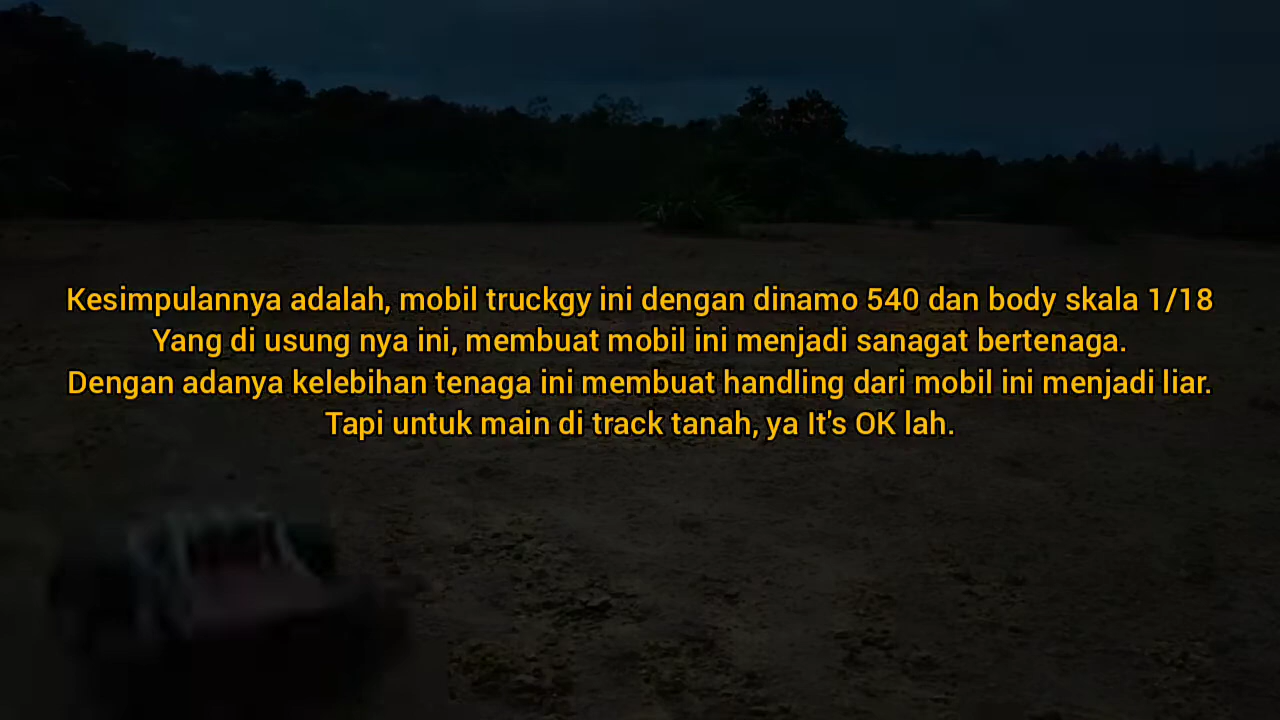 Kesimpulannya adalah, mobil truckgy ini dengan dinamo 540 dan body skala 1/18
Yang di usung nya ini, membuat mobil ini menjadi sanagat bertenaga.
Dengan adanya kelebihan tenaga ini membuat handling dari mobil ini menjadi liar.
Tapi untuk main di track tanah, ya It's OK lah.